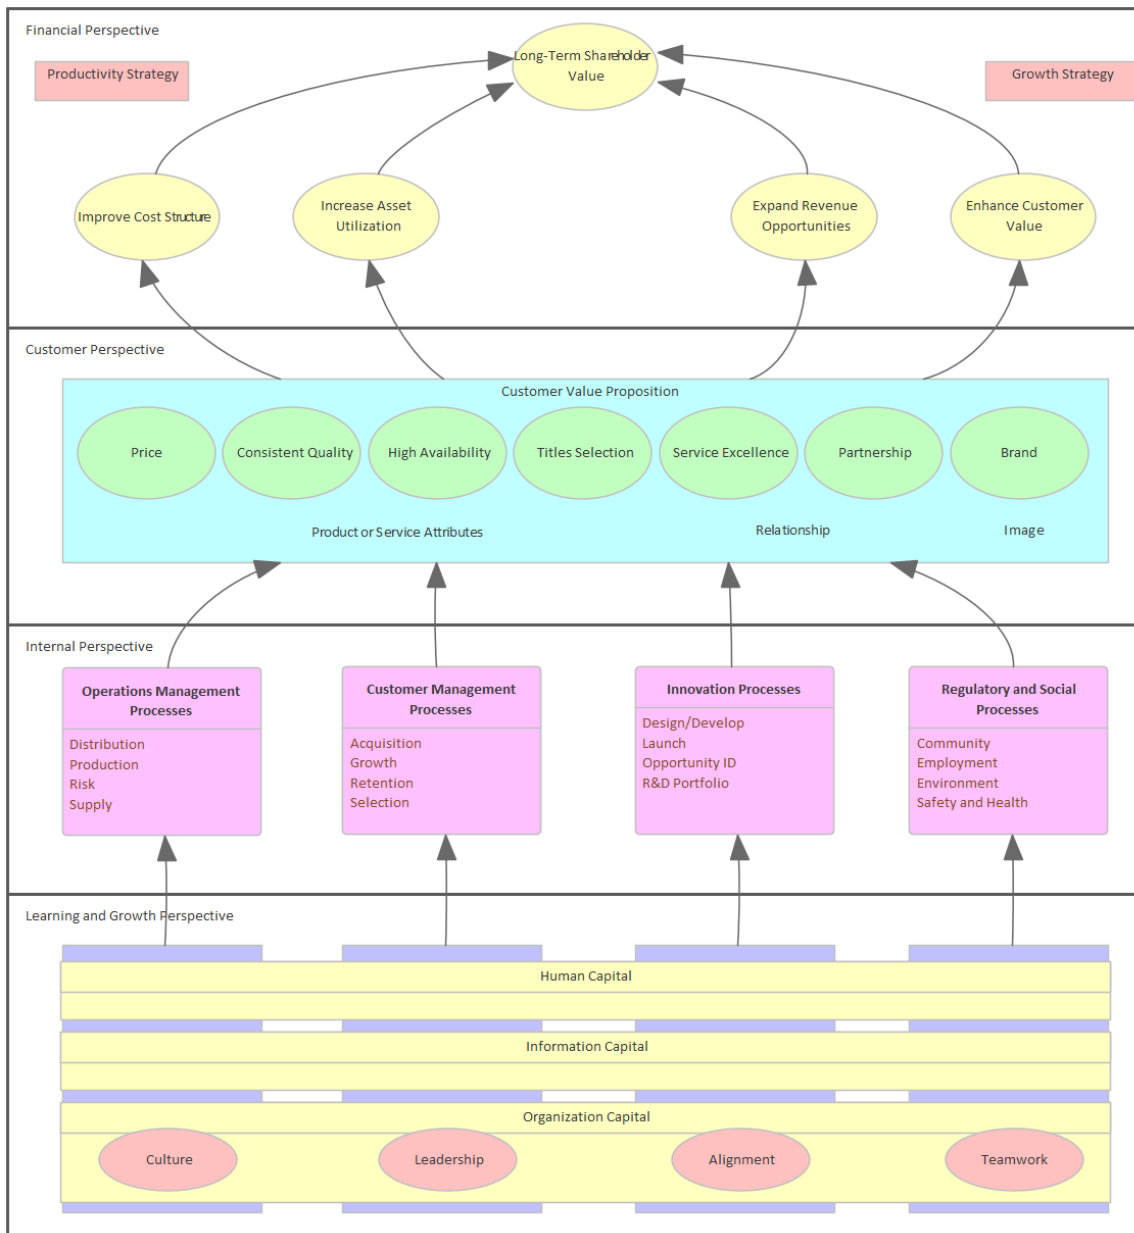 Financial Perspective
Long-Term Shareholder
Value
Productivity Strategy
Growth Strategy
Improve Cost Structure
Increase Asset
Utilization
Expand Revenue
Opportunities
Enhance Customer
Value
Customer Perspective
Customer Value Proposition
Price
Consistent Quality
High Availability
Titles Selection
Service Excellence
Partnership
Brand
Product or Service Attributes
Relationship
Image
Internal Perspective
Operations Management
Processes
Distribution
Production
Risk
Supply
Customer Management
Processes
Acquisition
Growth
Retention
Selection
Innovation Processes
Design/Develop
Launch
Opportunity ID
R&D Portfolio
Regulatory and Social
Processes
Community
Employment
Environment
Safety and Health
Learning and Growth Perspective
Human Capital
Information Capital
Organization Capital
Culture
Leadership
Alignment
Teamwork